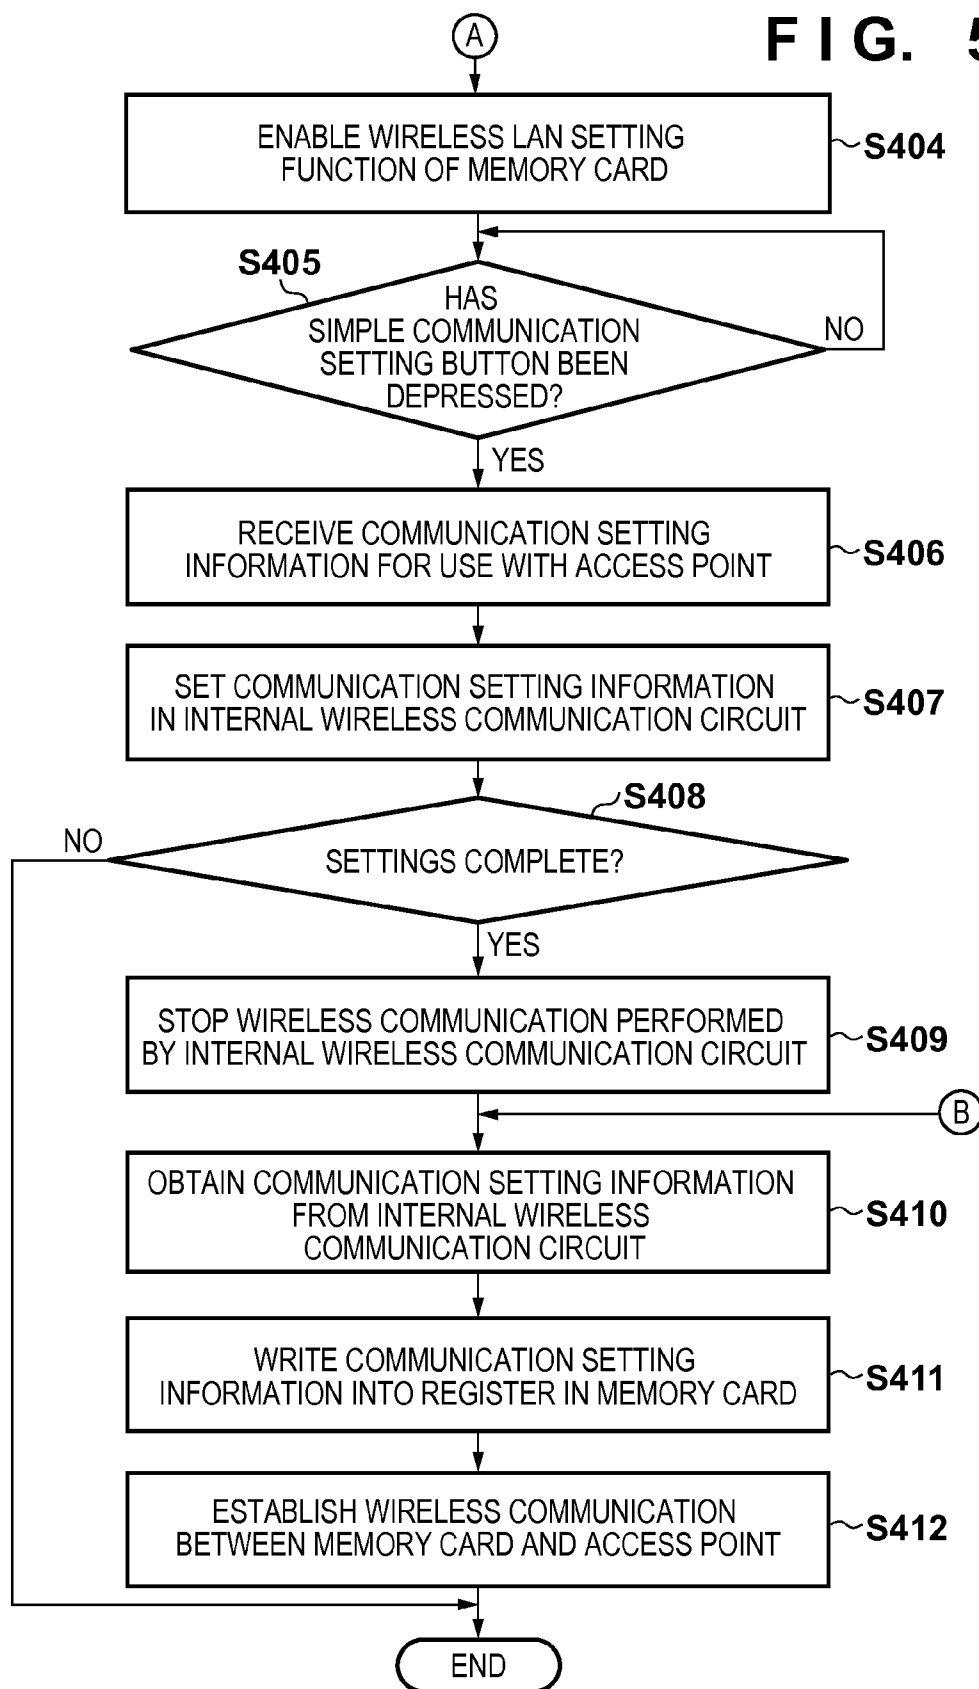 A
FIG. 5
ENABLE WIRELESS LAN SETTING
FUNCTION OF MEMORY CARD
S404
S405
HAS
SIMPLE COMMUNICATION
SETTING BUTTON BEEN
DEPRESSED?
NO
YES
RECEIVE COMMUNICATION SETTING
INFORMATION FOR USE WITH ACCESS POINT
S406
SET COMMUNICATION SETTING INFORMATION
IN INTERNAL WIRELESS COMMUNICATION CIRCUIT
S407
S408
NO
SETTINGS COMPLETE?
YES
STOP WIRELESS COMMUNICATION PERFORMED
BY INTERNAL WIRELESS COMMUNICATION CIRCUIT
S409
B
OBTAIN COMMUNICATION SETTING INFORMATION
FROM INTERNAL WIRELESS
COMMUNICATION CIRCUIT
S410
WRITE COMMUNICATION SETTING
INFORMATION INTO REGISTER IN MEMORY CARD
S411
ESTABLISH WIRELESS COMMUNICATION
BETWEEN MEMORY CARD AND ACCESS POINT
S412
END